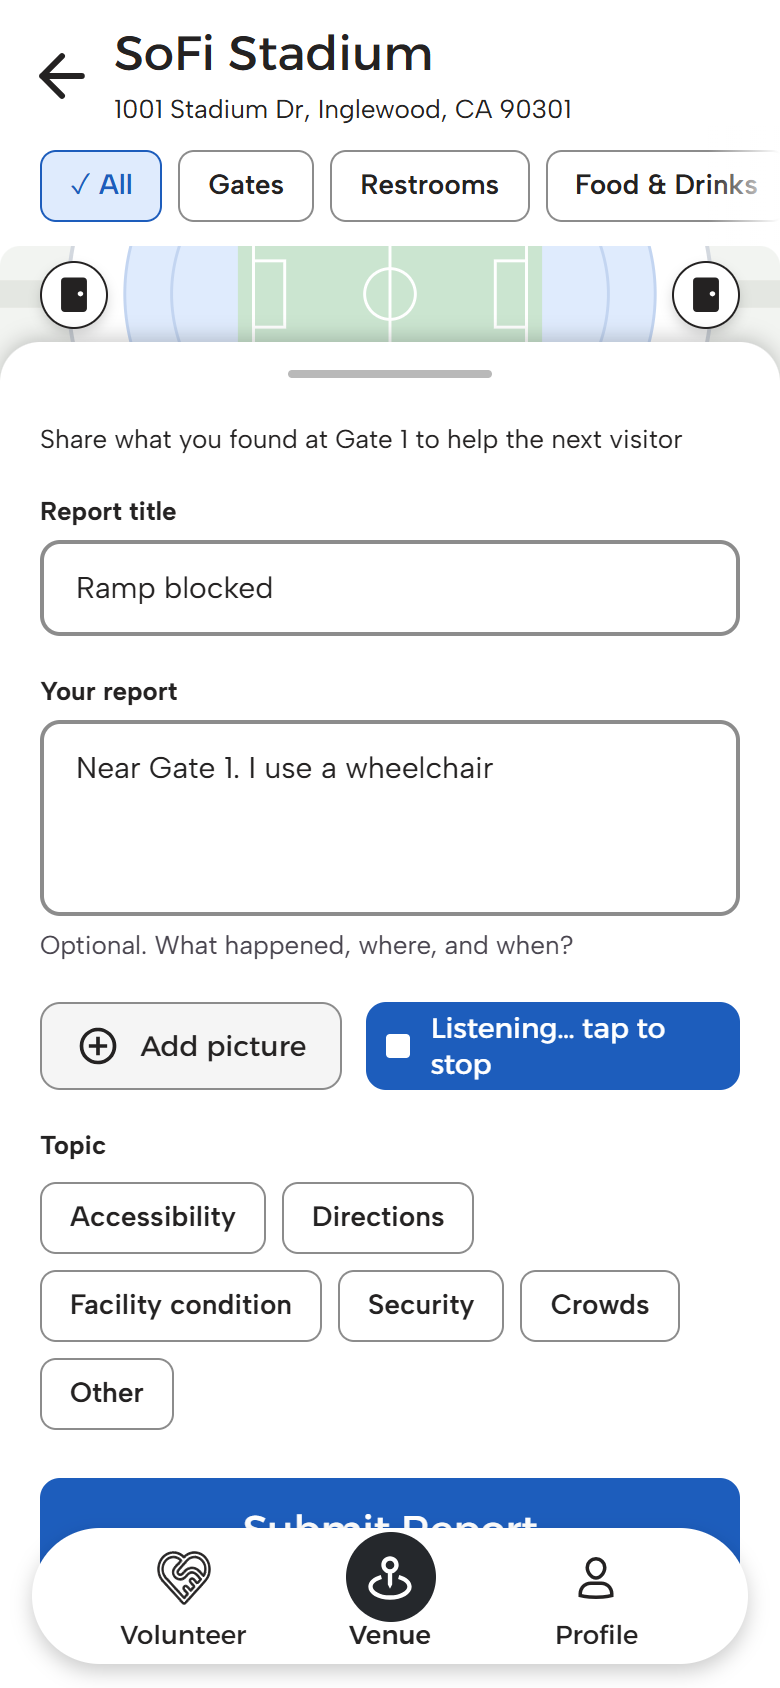 SoFi Stadium
1001 Stadium Dr, Inglewood, CA 90301
✓ All
Gates
Restrooms
Food & Drinks
Share what you found at Gate 1 to help the next visitor
Report title
Ramp blocked
Your report
Near Gate 1. I use a wheelchair
Optional. What happened, where, and when?
Add picture
Listening... tap to
stop
Topic
Accessibility
Directions
Facility condition
Security
Crowds
Other
Submit Report
Volunteer
Venue
Profile